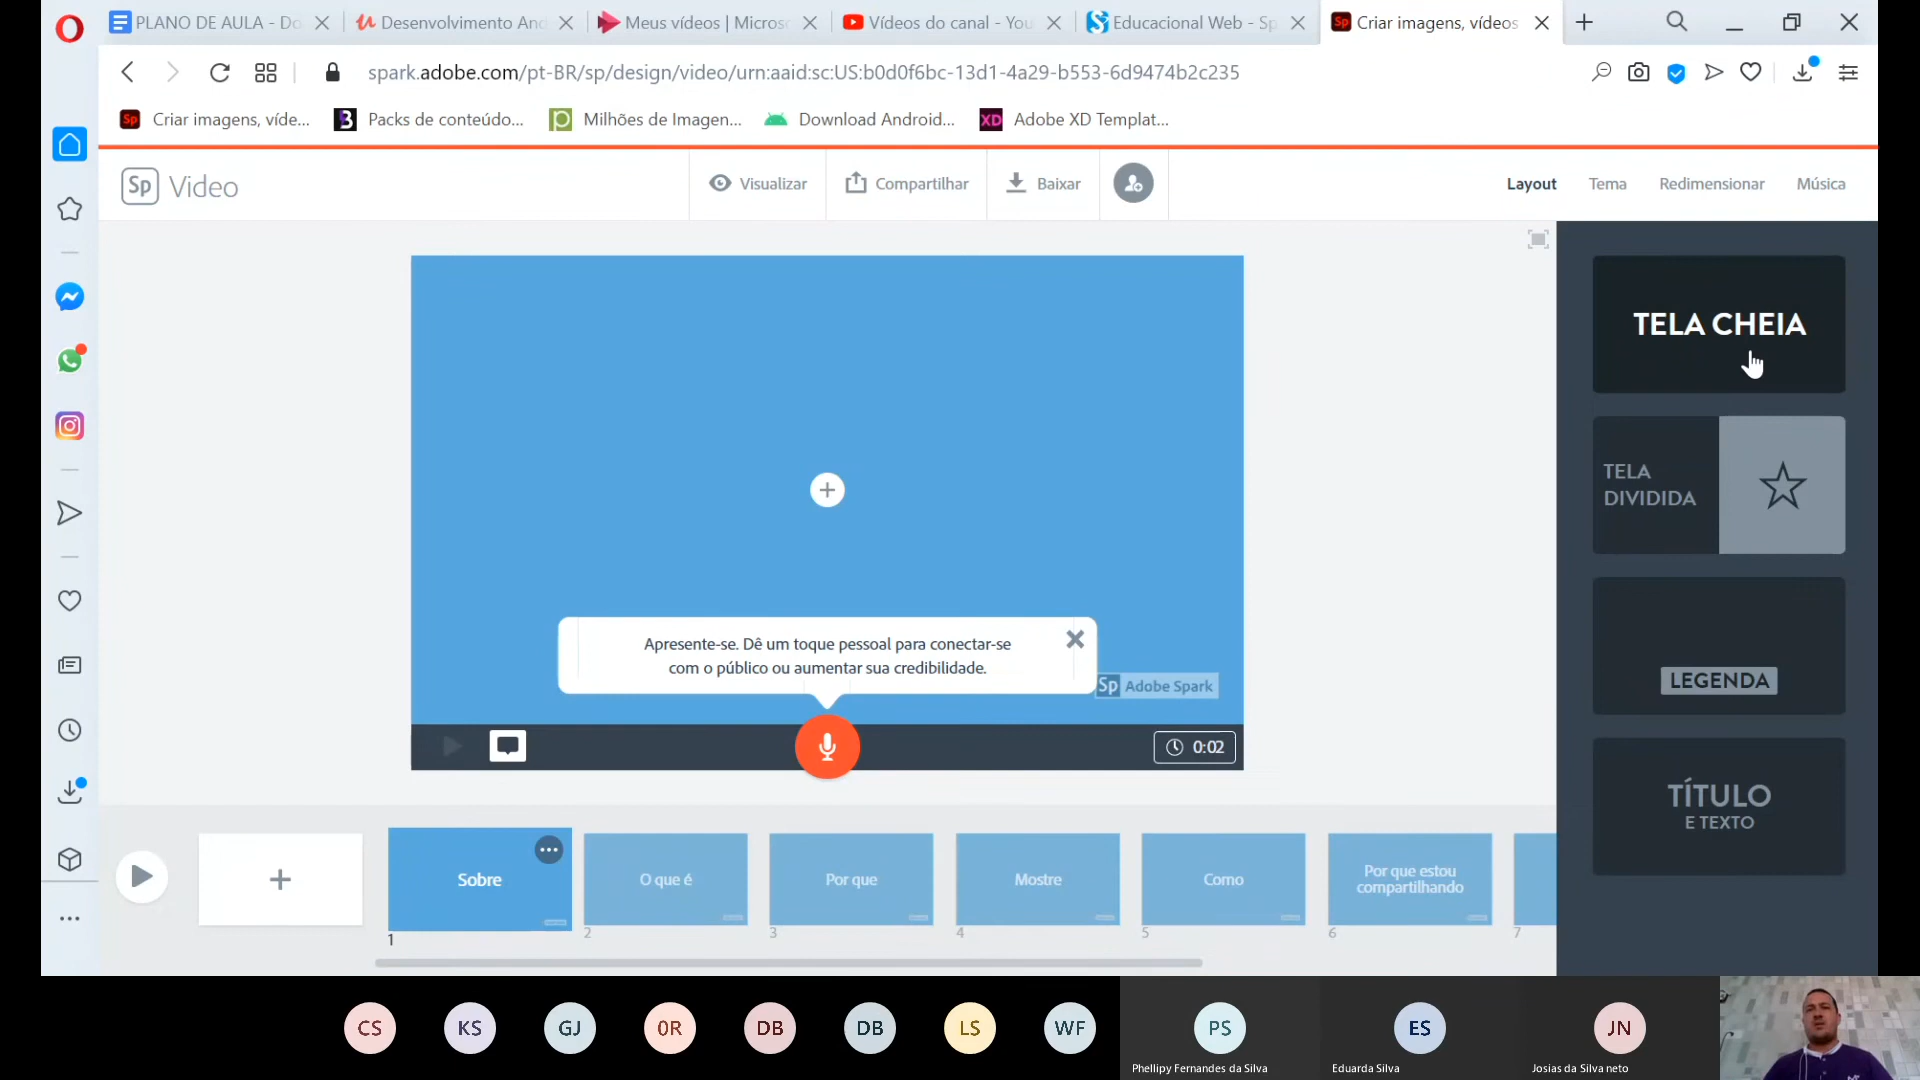 PLANO DE AULA - Do
Desenvolvimento And
Meus vídeos | Micros
Vídeos do canal - You
Educacional Web - Sp
Sp Criar imagens, vídeos
spark.adobe.com/pt-BR/sp/design/video/urn:aaid:sc:US:b0d0f6bc-13d1-4a29-b553-6d9474b2c235
Sp Criar imagens, víde...
Packs de conteúdo...
Milhões de Imagen...
Download Android...
XD Adobe XD Templat...
Sp Video
Visualizar
Compartilhar
Baixar
Layout
Tema
Redimensionar
Música
TELA CHEIA
TELA
DIVIDIDA
LEGENDA
TÍTULO
E TEXTO
Apresente-se. Dê um toque pessoal para conectar-se
com o público ou aumentar sua credibilidade.
Sp Adobe Spark
0:02
Sobre
O que é
Por que
Mostre
Como
Por que estou
compartilhando
1
2
3
4
5
6
7
CS
KS
GJ
0R
DB
DB
LS
WF
PS
ES
JN
Phellipy Fernandes da Silva
Eduarda Silva
Josias da Silva neto